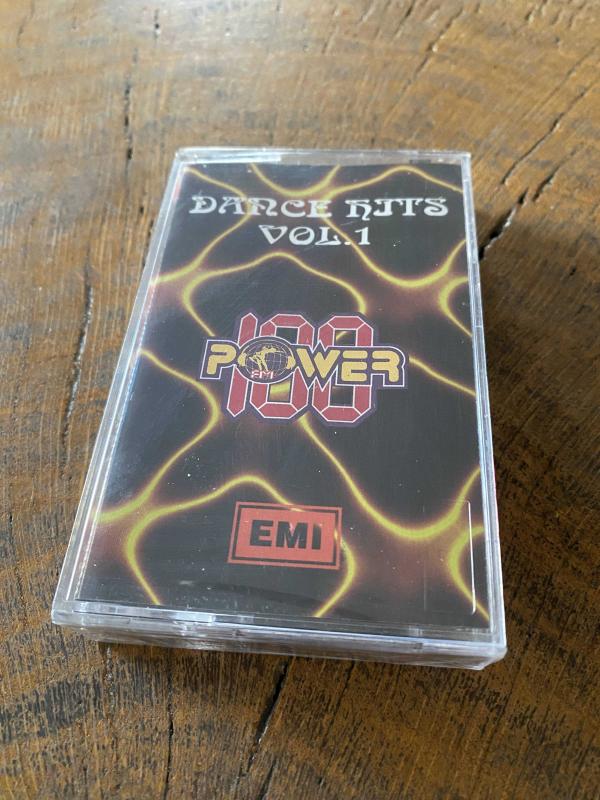 DANCE HITS
VOL.1
100
POWER
FM
EMI